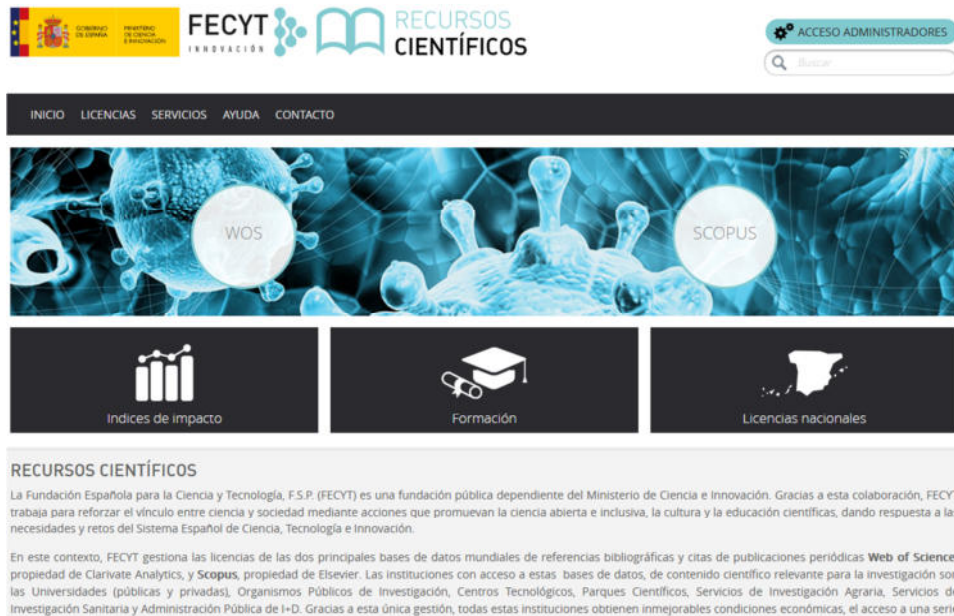 GOBIERNO
DE ESPAÑA
MINISTERIO
DE CIENCIA
E INNOVACIÓN
FECYT
INNOVACIÓN
RECURSOS
CIENTÍFICOS
ACCESO ADMINISTRADORES
Buscar
INICIO LICENCIAS SERVICIOS AYUDA CONTACTO
WOS
SCOPUS
Indices de impacto
Formación
Licencias nacionales
RECURSOS CIENTÍFICOS
La Fundación Española para la Ciencia y Tecnología, F.S.P. (FECYT) es una fundación pública dependiente del Ministerio de Ciencia e Innovación. Gracias a esta colaboración, FECYT
trabaja para reforzar el vínculo entre ciencia y sociedad mediante acciones que promuevan la ciencia abierta e inclusiva, la cultura y la educación científicas, dando respuesta a la
necesidades y retos del Sistema Español de Ciencia, Tecnología e Innovación.
En este contexto, FECYT gestiona las licencias de las dos principales bases de datos mundiales de referencias bibliográficas y citas de publicaciones periódicas Web of Science
propiedad de Clarivate Analytics, y Scopus, propiedad de Elsevier. Las instituciones con acceso a estas bases de datos, de contenido científico relevante para la investigación son
las Universidades (públicas y privadas), Organismos Públicos de Investigación, Centros Tecnológicos, Parques Científicos, Servicios de Investigación Agraria, Servicios de
Investigación Sanitaria y Administración Pública de I+D. Gracias a esta única gestión, todas estas instituciones obtienen inmejorables condiciones económicas, el acceso a una serie